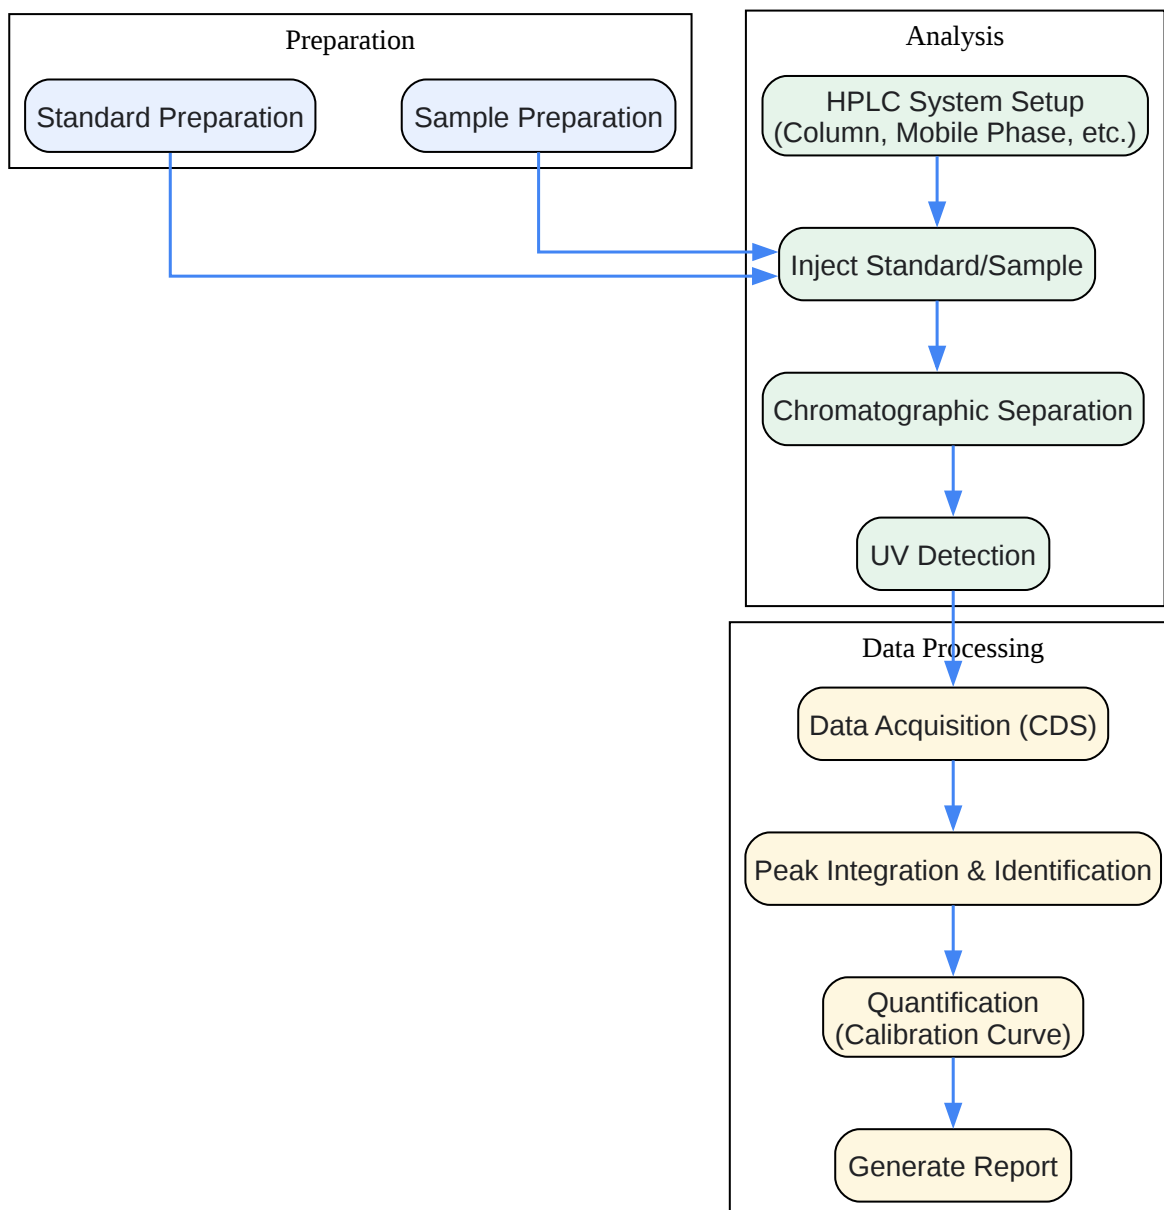 Preparation
Standard Preparation
Sample Preparation
Analysis
HPLC System Setup
(Column, Mobile Phase, etc.)
Inject Standard/Sample
Chromatographic Separation
UV Detection
Data Processing
Data Acquisition (CDS)
Peak Integration & Identification
Quantification
(Calibration Curve)
Generate Report